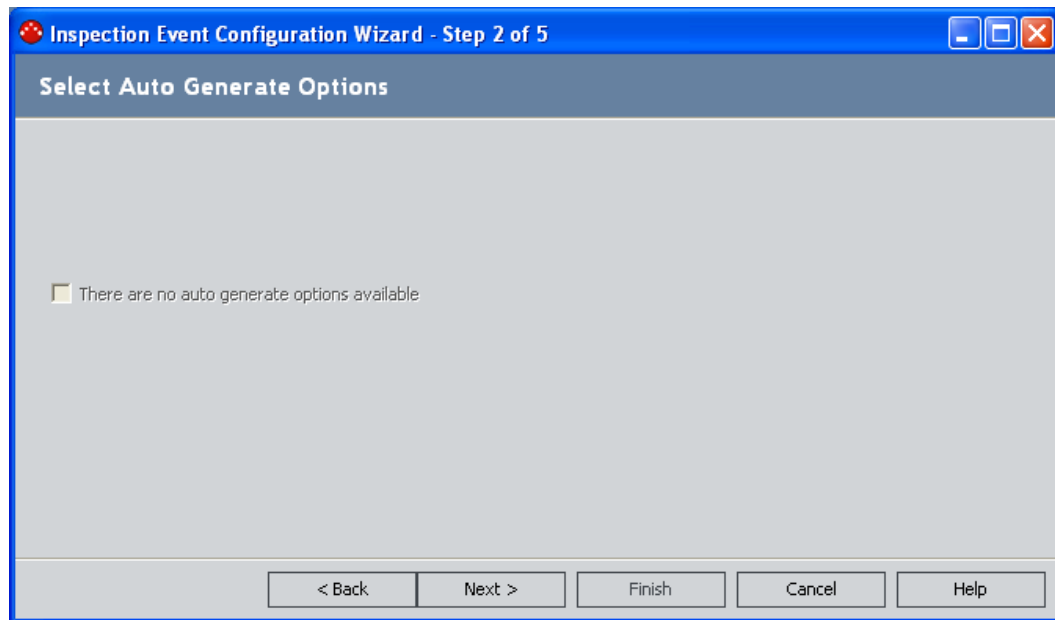 Inspection Event Configuration Wizard - Step 2 of 5
Select Auto Generate Options
There are no auto generate options available
< Back Next > Finish Cancel Help